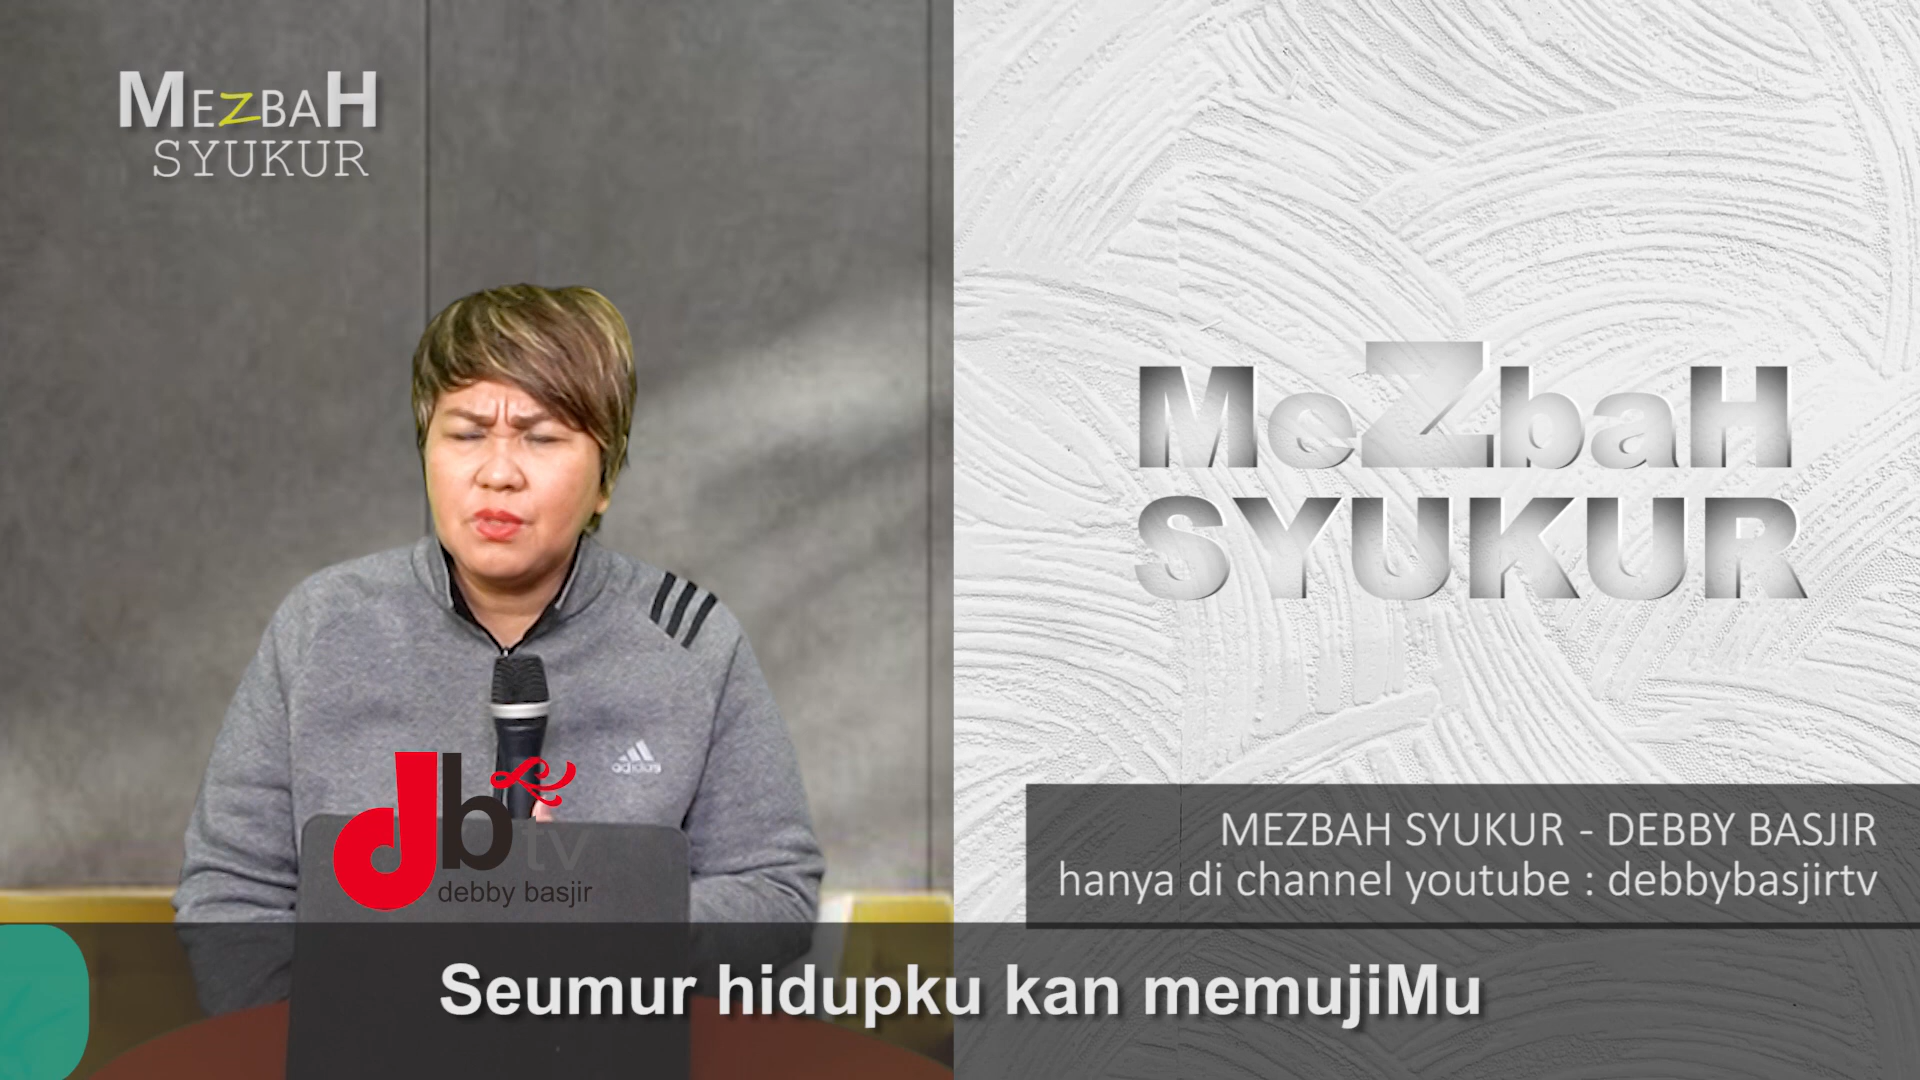 MEZBAH
SYUKUR
MeZbaH
SYUKUR
adidas
db tv
debby basjir
MEZBAH SYUKUR - DEBBY BASJIR
hanya di channel youtube : debbybasjirtv
Seumur hidupku kan memujiMu